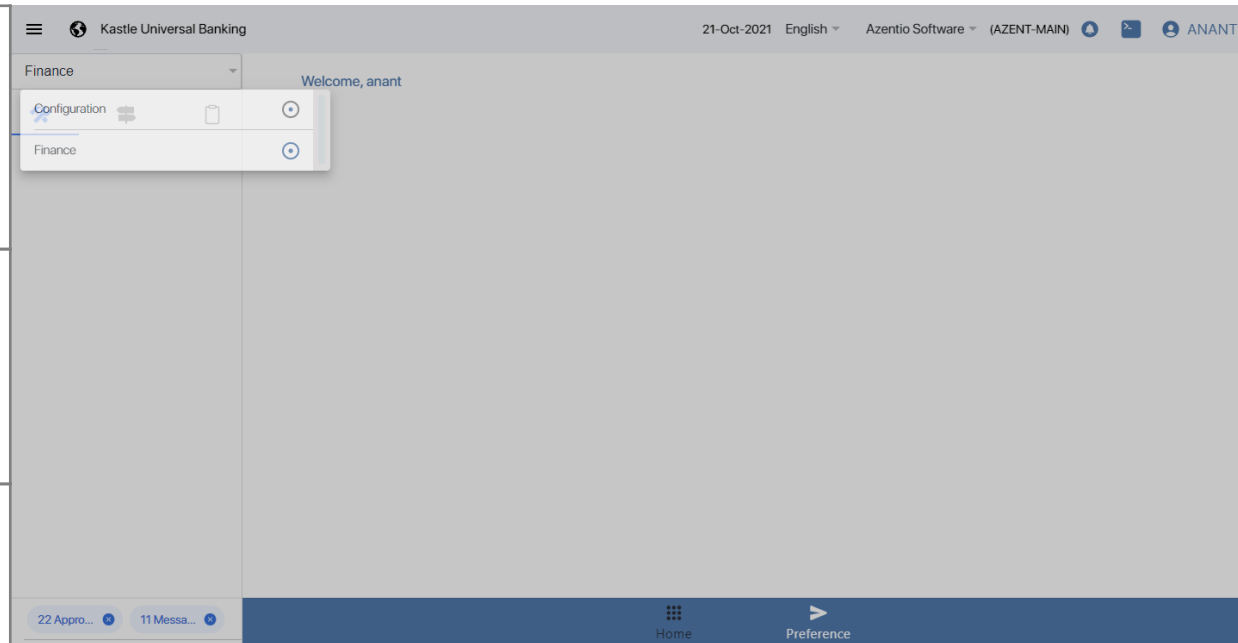 Kastle Universal Banking 21-Oct-2021 English Azentio Software (AZENT-MAIN) ANANT
Finance
Welcome, anant
Configuration
Finance
22 Appro... 11 Messa...
Home Preference